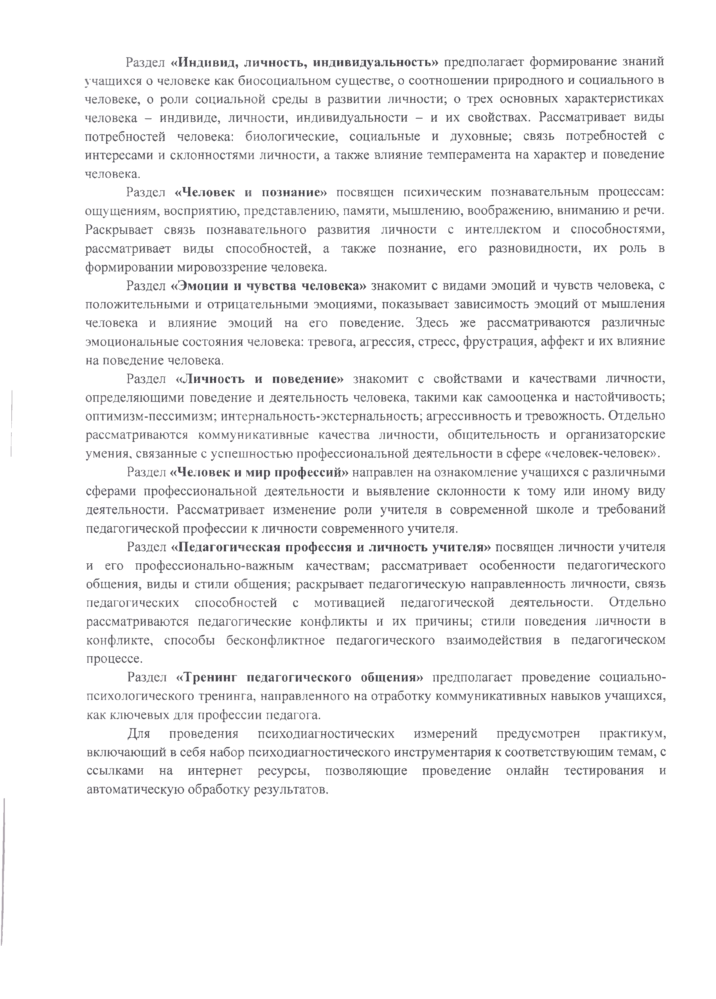 Раздел «Индивид, личность, индивидуальность» предполагает формирование знаний
учащихся о человеке как биосоциальном существе, о соотношении природного и социального в
человеке, о роли социальной среды в развитии личности; о трех основных характеристиках
человека – индивиде, личности, индивидуальности – и их свойствах. Рассматривает виды
потребностей человека: биологические, социальные и духовные; связь потребностей с
интересами и склонностями личности, а также влияние темперамента на характер и поведение
человека.
Раздел «Человек и познание» посвящен психическим познавательным процессам:
ощущениям, восприятию, представлению, памяти, мышлению, воображению, вниманию и речи.
Раскрывает связь познавательного развития личности с интеллектом и способностями,
рассматривает виды способностей, а также познание, его разновидности, их роль в
формировании мировоззрение человека.
Раздел «Эмоции и чувства человека» знакомит с видами эмоций и чувств человека, с
положительными и отрицательными эмоциями, показывает зависимость эмоций от мышления
человека и влияние эмоций на его поведение. Здесь же рассматриваются различные
эмоциональные состояния человека: тревога, агрессия, стресс, фрустрация, аффект и их влияние
на поведение человека.
Раздел «Личность и поведение» знакомит с свойствами и качествами личности,
определяющими поведение и деятельность человека, такими как самооценка и настойчивость;
оптимизм-пессимизм; интернальность-экстернальность; агрессивность и тревожность. Отдельно
рассматриваются коммуникативные качества личности, общительность и организаторские
умения, связанные с успешностью профессиональной деятельности в сфере «человек-человек».
Раздел «Человек и мир профессий» направлен на ознакомление учащихся с различными
сферами профессиональной деятельности и выявление склонности к тому или иному виду
деятельности. Рассматривает изменение роли учителя в современной школе и требований
педагогической профессии к личности современного учителя.
Раздел «Педагогическая профессия и личность учителя» посвящен личности учителя
и его профессионально-важным качествам; рассматривает особенности педагогического
общения, виды и стили общения; раскрывает педагогическую направленность личности, связь
педагогических способностей с мотивацией педагогической деятельности. Отдельно
рассматриваются педагогические конфликты и их причины; стили поведения личности в
конфликте, способы бесконфликтное педагогического взаимодействия в педагогическом
процессе.
Раздел «Тренинг педагогического общения» предполагает проведение социально-
психологического тренинга, направленного на отработку коммуникативных навыков учащихся,
как ключевых для профессии педагога.
Для проведения психодиагностических измерений предусмотрен практикум,
включающий в себя набор психодиагностического инструментария к соответствующим темам, с
ссылками на интернет ресурсы, позволяющие проведение онлайн тестирования и
автоматическую обработку результатов.